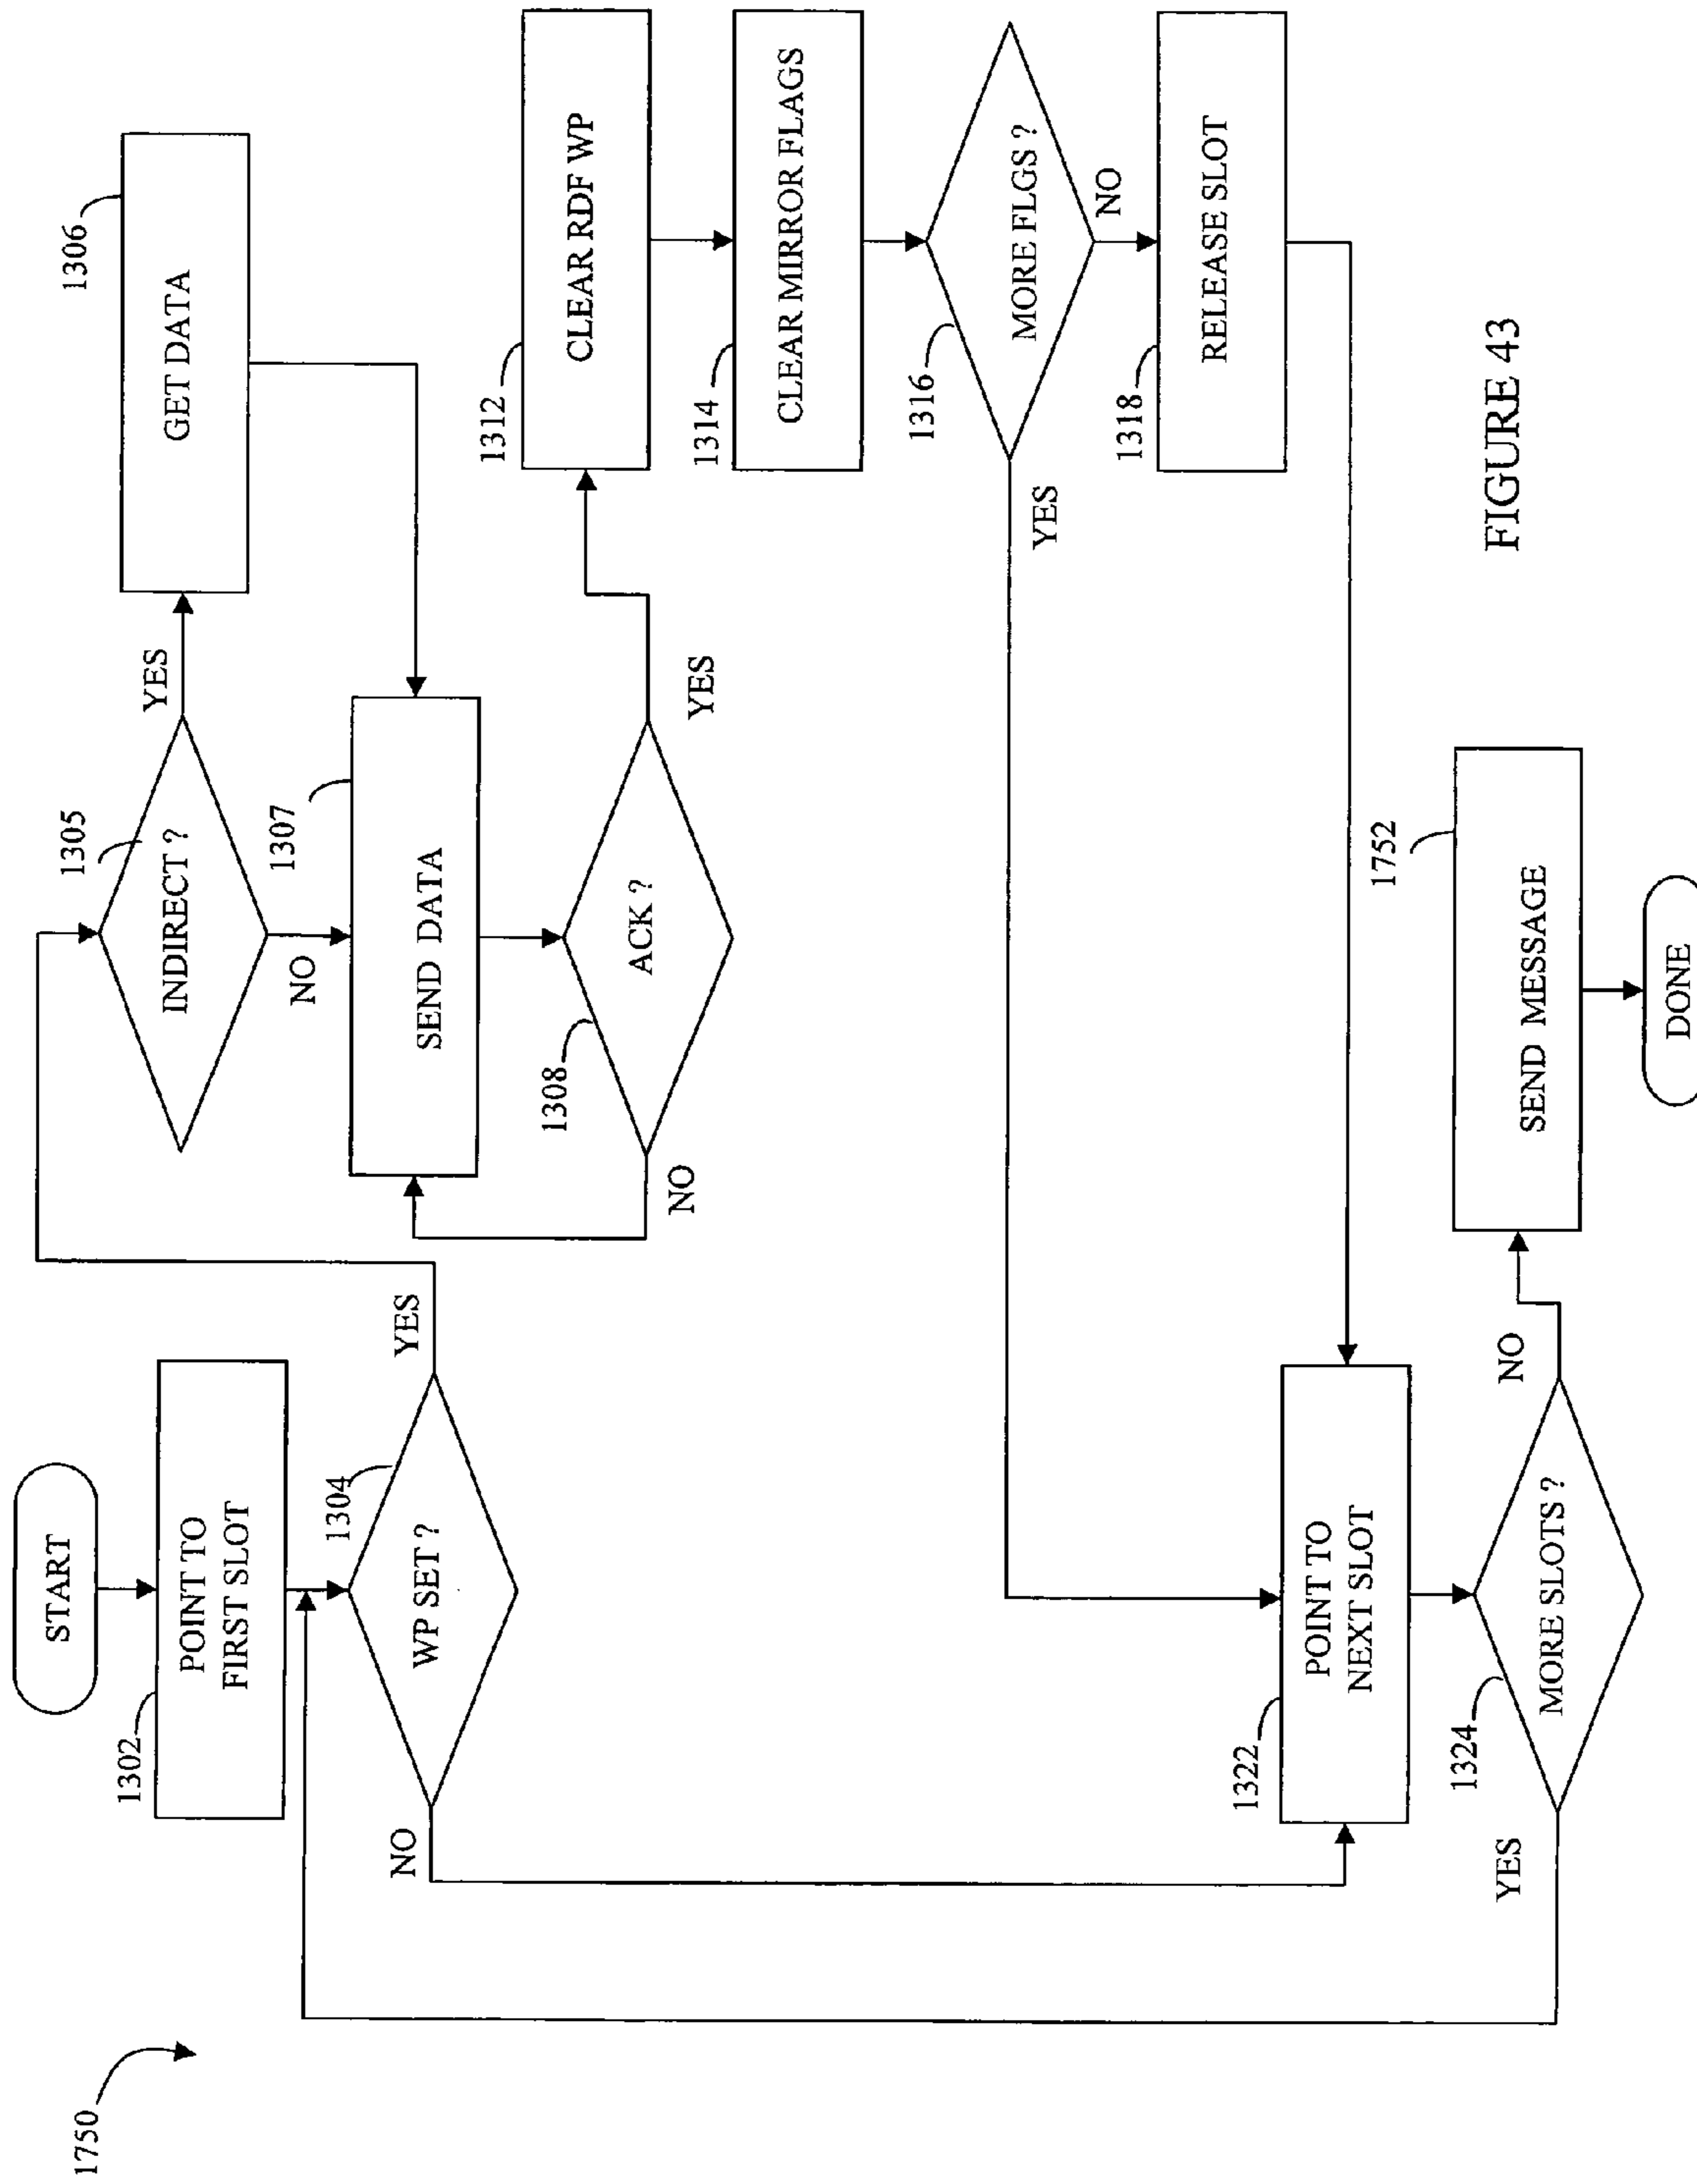 1750
START
1302
POINT TO
FIRST SLOT
1304
WP SET ?
YES
NO
1305
INDIRECT ?
YES
NO
1306
GET DATA
1307
SEND DATA
1308
ACK ?
NO
YES
1312
CLEAR RDF WP
1314
CLEAR MIRROR FLAGS
1316
MORE FLGS ?
YES
NO
1318
RELEASE SLOT
1322
POINT TO
NEXT SLOT
1324
MORE SLOTS ?
YES
NO
1752
SEND MESSAGE
DONE
FIGURE 43